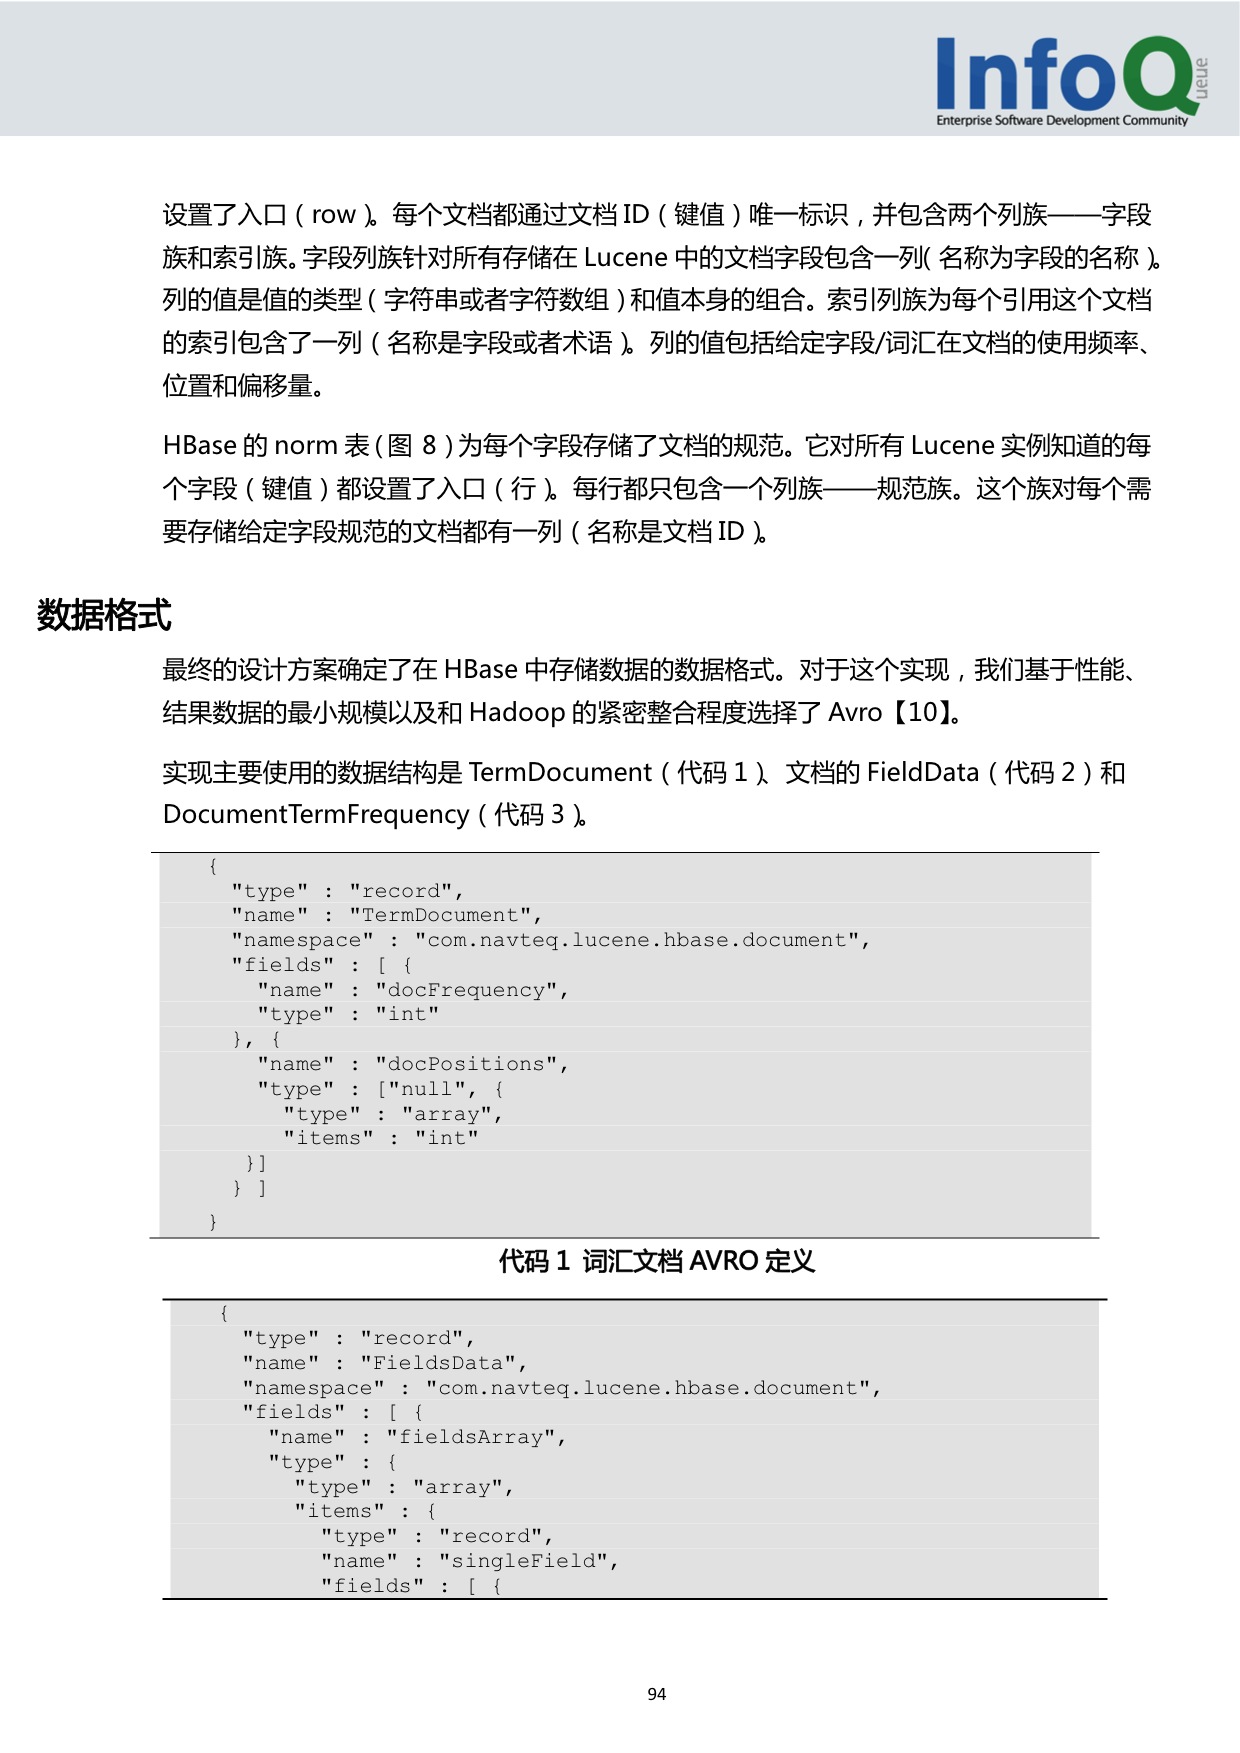 InfoQueue
Enterprise Software Development Community
设置了入口（row）。每个文档都通过文档 ID（键值）唯一标识，并包含两个列族——字段
族和索引族。字段列族针对所有存储在 Lucene 中的文档字段包含一列（名称为字段的名称）。
列的值是值的类型（字符串或者字符数组）和值本身的组合。索引列族为每个引用这个文档
的索引包含了一列（名称是字段或者术语）。列的值包括给定字段/词汇在文档的使用频率、
位置和偏移量。
HBase 的 norm 表（图 8）为每个字段存储了文档的规范。它对所有 Lucene 实例知道的每
个字段（键值）都设置了入口（行）。每行都只包含一个列族——规范族。这个族对每个需
要存储给定字段规范的文档都有一列（名称是文档 ID）。
数据格式
最终的设计方案确定了在 HBase 中存储数据的数据格式。对于这个实现，我们基于性能、
结果数据的最小规模以及和 Hadoop 的紧密整合程度选择了 Avro【10】。
实现主要使用的数据结构是 TermDocument（代码 1）、文档的 FieldData（代码 2）和
DocumentTermFrequency（代码 3）。
{
  "type" : "record",
  "name" : "TermDocument",
  "namespace" : "com.navteq.lucene.hbase.document",
  "fields" : [ {
    "name" : "docFrequency",
    "type" : "int"
  }, {
    "name" : "docPositions",
    "type" : ["null", {
      "type" : "array",
      "items" : "int"
   }]
  } ]
}
代码 1 词汇文档 AVRO 定义
{
  "type" : "record",
  "name" : "FieldsData",
  "namespace" : "com.navteq.lucene.hbase.document",
  "fields" : [ {
    "name" : "fieldsArray",
    "type" : {
      "type" : "array",
      "items" : {
        "type" : "record",
        "name" : "singleField",
        "fields" : [ {
94